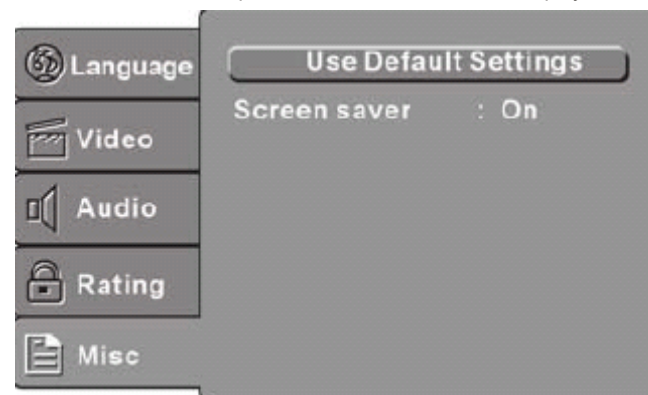 Language
Video
Audio
Rating
Misc
Use Default Settings
Screen saver : On